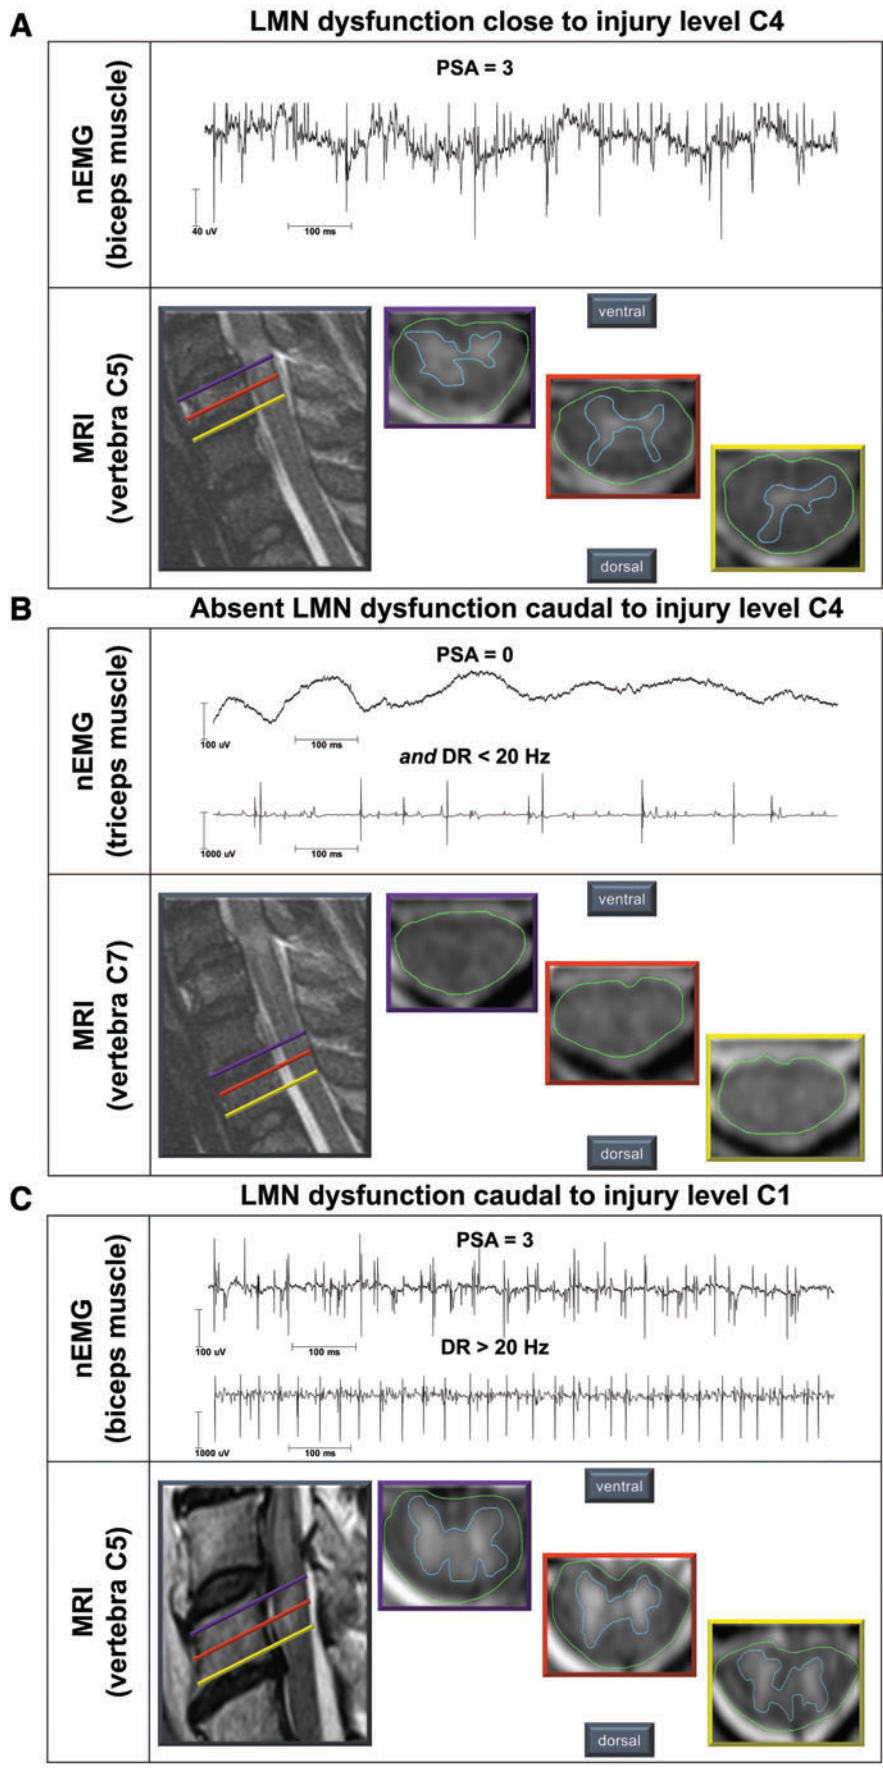 A
LMN dysfunction close to injury level C4
nEMG
(biceps muscle)
PSA = 3
40 uV
100 ms
MRI
(vertebra C5)
ventral
dorsal
B
Absent LMN dysfunction caudal to injury level C4
nEMG
(triceps muscle)
PSA = 0
100 uV
100 ms
and DR < 20 Hz
1000 uV
100 ms
MRI
(vertebra C7)
ventral
dorsal
C
LMN dysfunction caudal to injury level C1
nEMG
(biceps muscle)
PSA = 3
100 uV
100 ms
DR > 20 Hz
1000 uV
100 ms
MRI
(vertebra C5)
ventral
dorsal